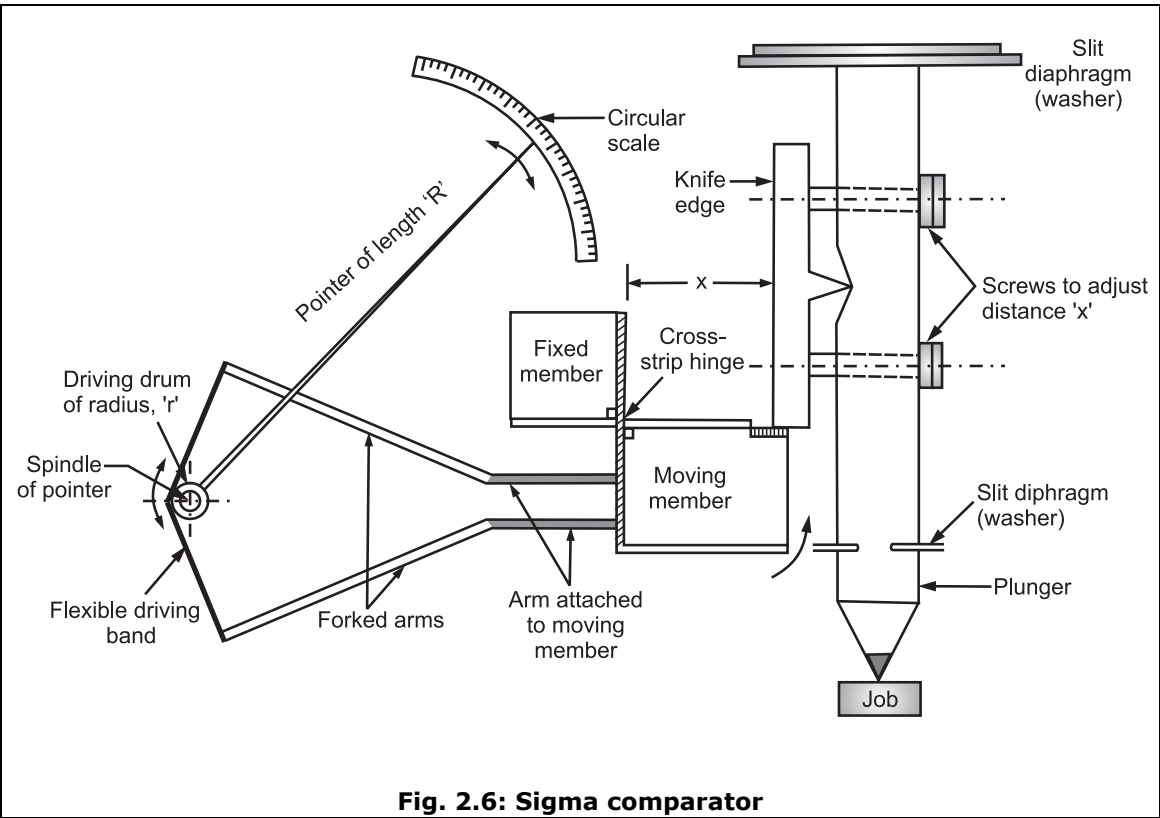 Slit
diaphragm
(washer)
Circular
scale
Knife
edge
Pointer of length ‘R’
x
Screws to adjust
distance 'x'
Fixed
member
Cross-
strip hinge
Driving drum
of radius, 'r'
Spindle
of pointer
Moving
member
Slit diphragm
(washer)
Plunger
Flexible driving
band
Forked arms
Arm attached
to moving
member
Job
Fig. 2.6: Sigma comparator